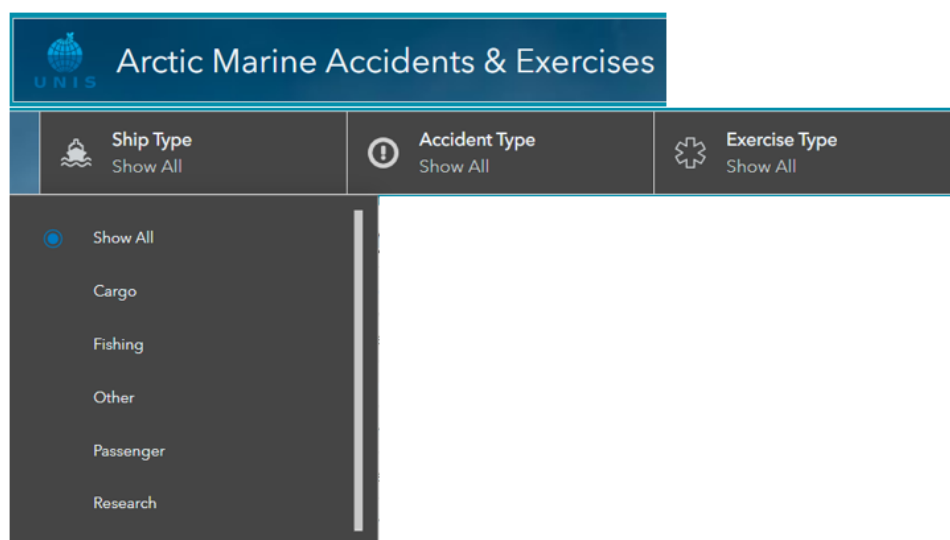 UNIS
Arctic Marine Accidents & Exercises
Ship Type
Show All
Accident Type
Show All
Exercise Type
Show All
Show All
Cargo
Fishing
Other
Passenger
Research